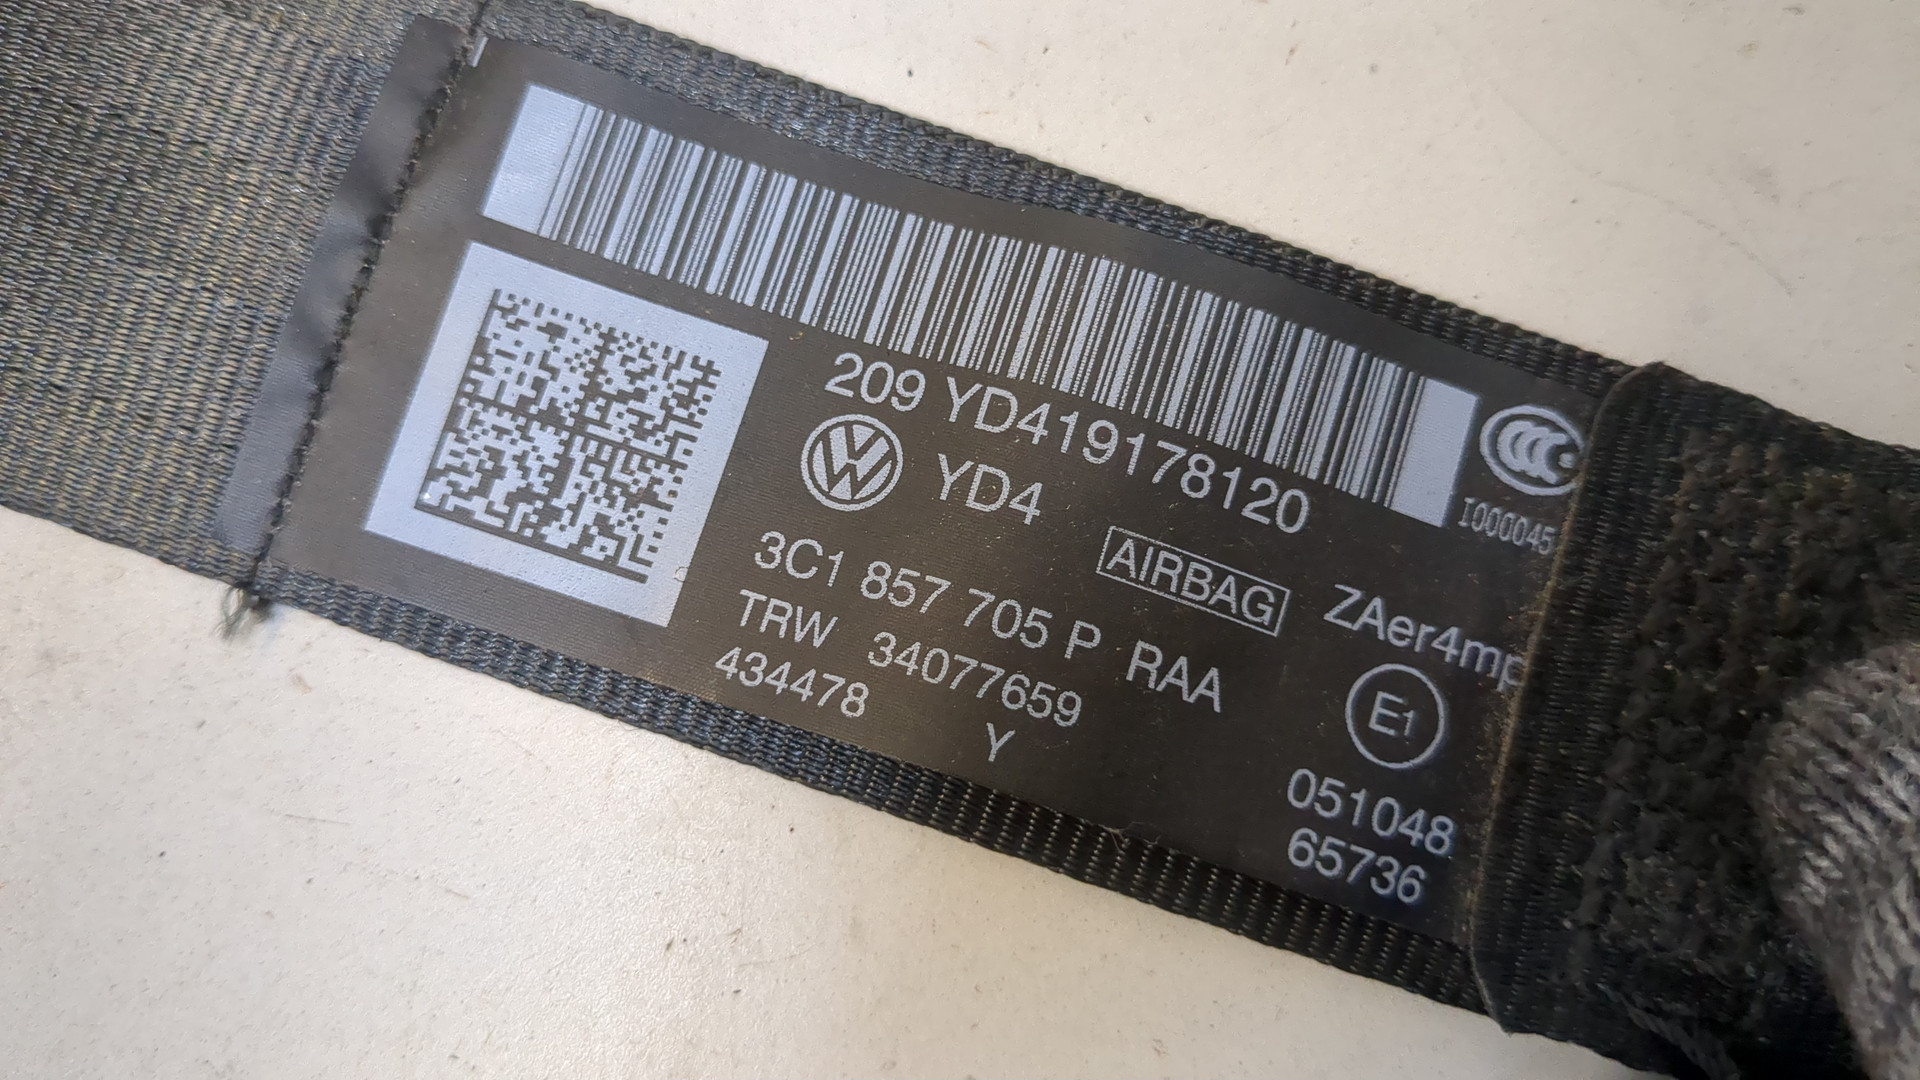 209 YD419178120
YD4
I000045
3C1 857 705 P RAA
AIRBAG
ZAer4mp
TRW 34077659
434478
Y
E1
051048
65736